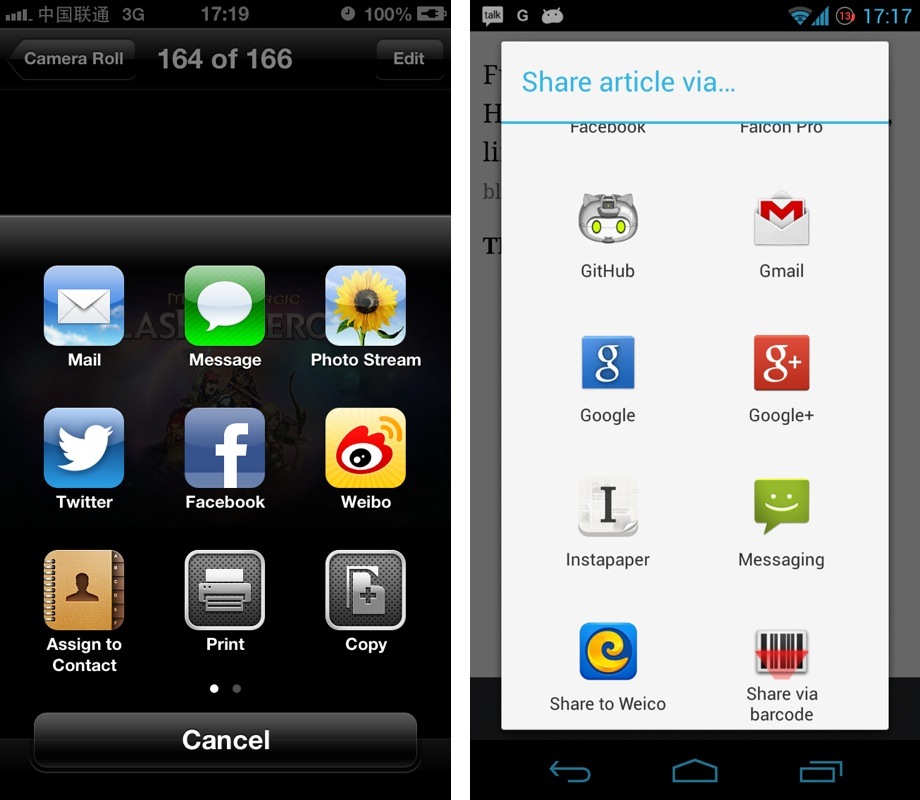 中国联通 3G 17:19 100%
Camera Roll 164 of 166 Edit
Mail Message Photo Stream
Twitter Facebook Weibo
Assign to Contact Print Copy
Cancel
talk G 13 17:17
Share article via...
Facebook Falcon Pro
GitHub Gmail
g g+
Google Google+
I
Instapaper Messaging
Share to Weico Share via barcode